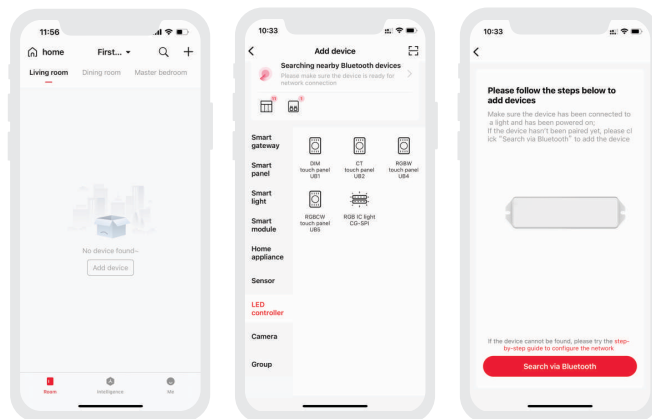 11:56
home First...
Living room Dining room Master bedroom
No device found~
Add device
Room Intelligence Me
10:33
Add device
Searching nearby Bluetooth devices
Please make sure the device is ready for
network connection
11
3
Smart
gateway
Smart
panel
Smart
light
Smart
module
Home
appliance
Sensor
LED
controller
Camera
Group
DIM
touch panel
UB1
CT
touch panel
UB2
RGBW
touch panel
UB4
RGBCW
touch panel
UB5
RGB IC light
CG-SPI
10:33
Please follow the steps below to
add devices
Make sure the device has been connected to
a light and has been powered on;
If the device hasn't been paired yet, please cl
ick "Search via Bluetooth" to add the device
If the device cannot be found, please try the step-
by-step guide to configure the network
Search via Bluetooth